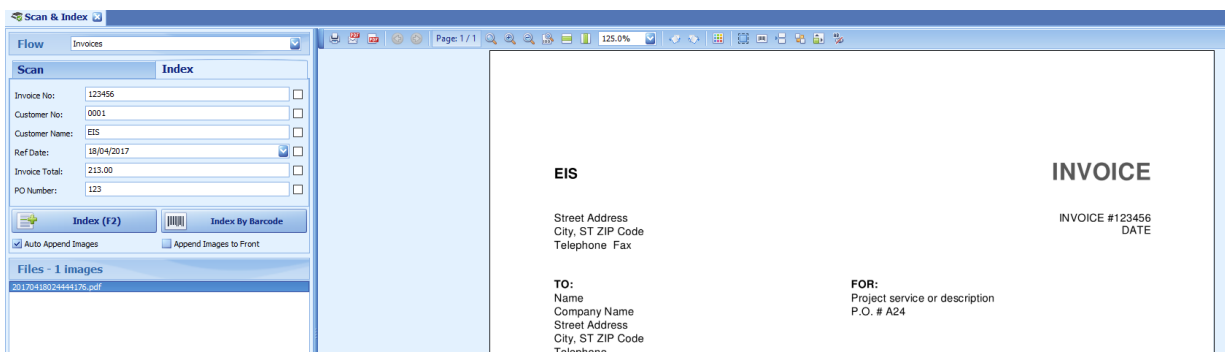 Scan & Index
Flow
Invoices
Scan
Index
Invoice No:
123456
Customer No:
0001
Customer Name:
EIS
Ref Date:
18/04/2017
Invoice Total:
213.00
PO Number:
123
Index (F2)
Index By Barcode
Auto Append Images
Append Images to Front
Files - 1 images
20170418024444176.pdf
Page: 1 / 1
125.0%
EIS
INVOICE
Street Address
City, ST ZIP Code
Telephone Fax
INVOICE #123456
DATE
TO:
Name
Company Name
Street Address
City, ST ZIP Code
Telephone
FOR:
Project service or description
P.O. # A24